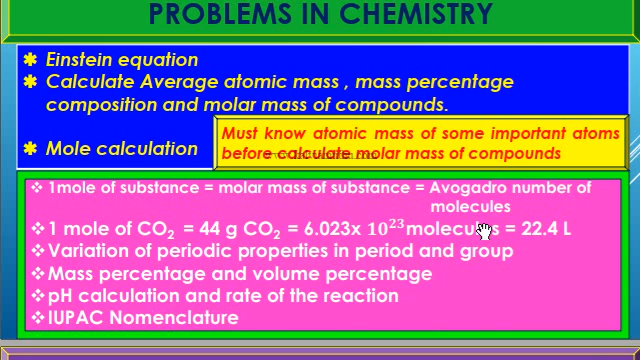 PROBLEMS IN CHEMISTRY
Einstein equation
Calculate Average atomic mass , mass percentage
composition and molar mass of compounds.
Mole calculation
Must know atomic mass of some important atoms
before calculate molar mass of compounds
1mole of substance = molar mass of substance = Avogadro number of
molecules
1 mole of CO₂ = 44 g CO₂ = 6.023x 10²³molecules = 22.4 L
Variation of periodic properties in period and group
Mass percentage and volume percentage
pH calculation and rate of the reaction
IUPAC Nomenclature